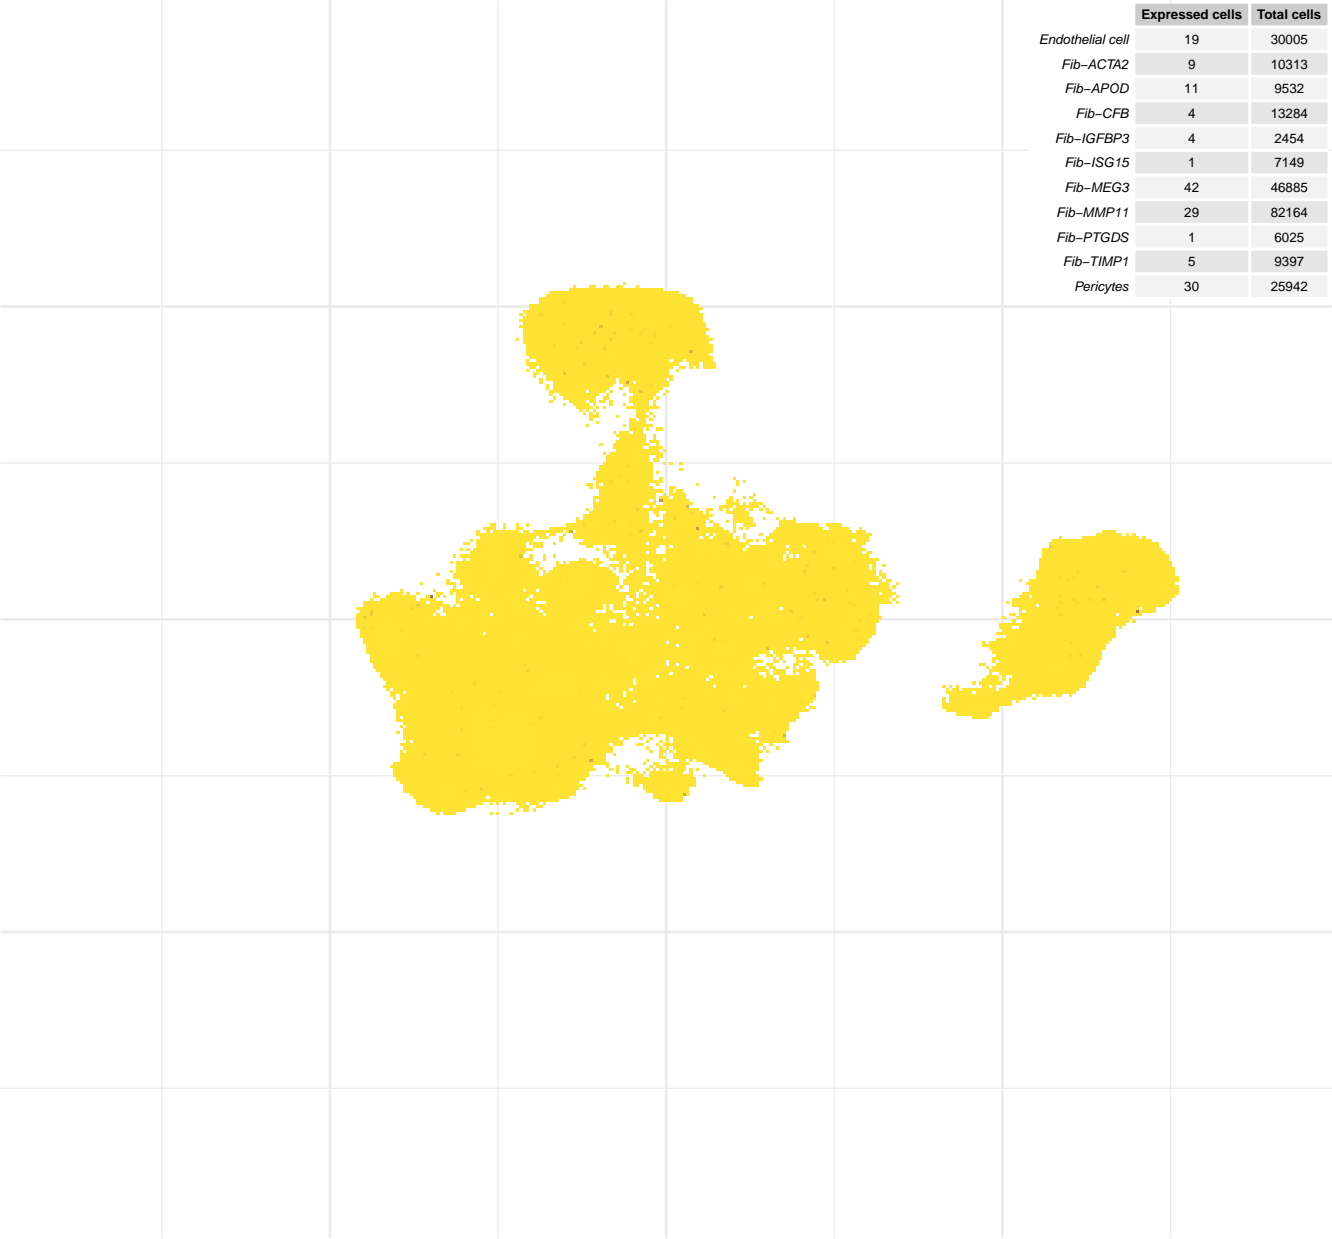 Expressed cells Total cells
Endothelial cell 19 30005
Fib−ACTA2 9 10313
Fib−APOD 11 9532
Fib−CFB 4 13284
Fib−IGFBP3 4 2454
Fib−ISG15 1 7149
Fib−MEG3 42 46885
Fib−MMP11 29 82164
Fib−PTGDS 1 6025
Fib−TIMP1 5 9397
Pericytes 30 25942